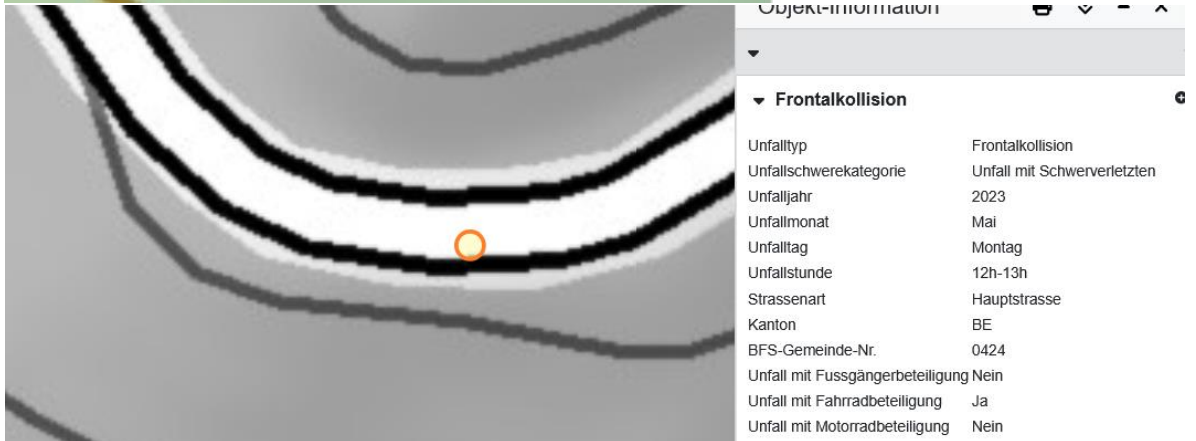 Objekt-Information
Frontalkollision
Unfalltyp Frontalkollision
Unfallschwerekategorie Unfall mit Schwerverletzten
Unfalljahr 2023
Unfallmonat Mai
Unfalltag Montag
Unfallstunde 12h-13h
Strassenart Hauptstrasse
Kanton BE
BFS-Gemeinde-Nr. 0424
Unfall mit Fussgängerbeteiligung Nein
Unfall mit Fahrradbeteiligung Ja
Unfall mit Motorradbeteiligung Nein